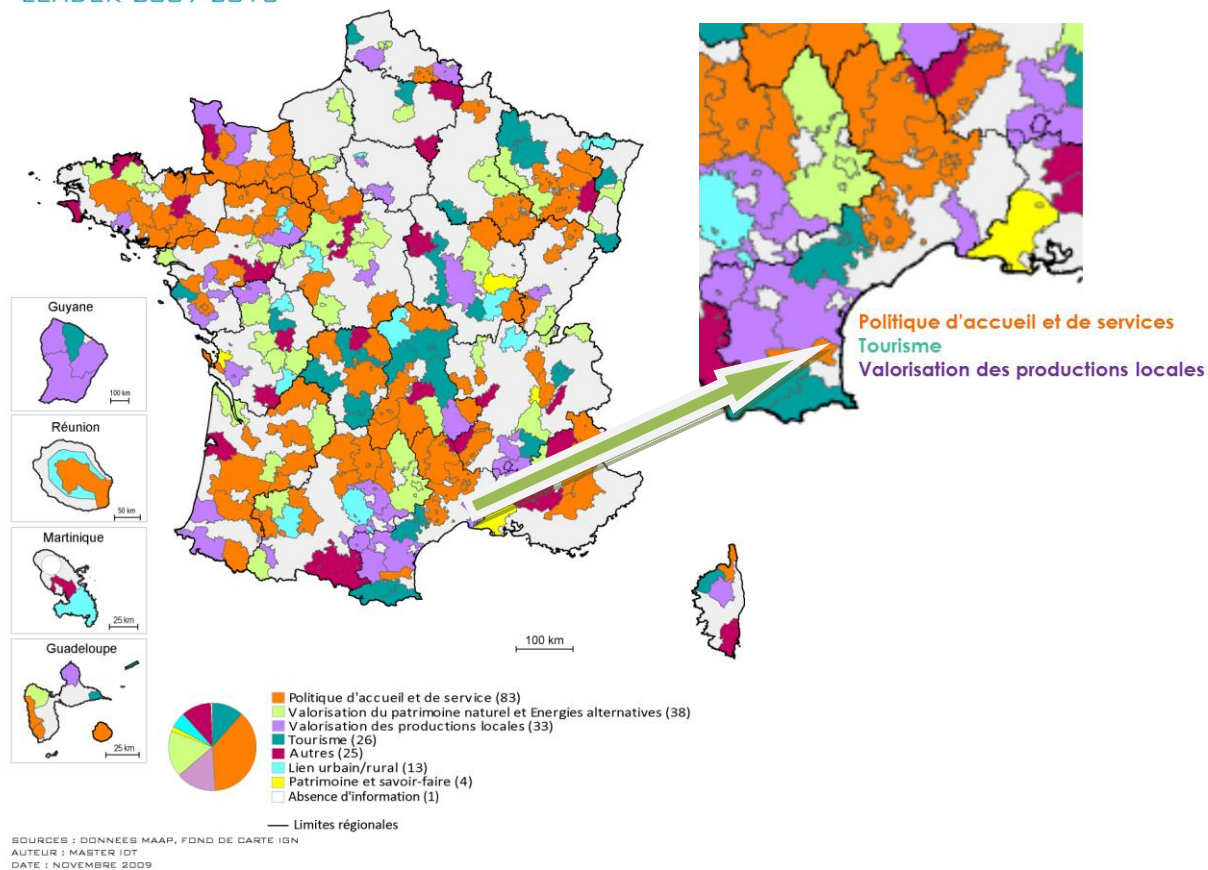 Politique d'accueil et de services
Tourisme
Valorisation des productions locales
Guyane
100 km
Réunion
50 km
Martinique
25 km
Guadeloupe
25 km
100 km
Politique d'accueil et de service (83)
Valorisation du patrimoine naturel et Energies alternatives (38)
Valorisation des productions locales (33)
Tourisme (26)
Autres (25)
Lien urbain/rural (13)
Patrimoine et savoir-faire (4)
Absence d'information (1)
Limites régionales
SOURCES : DONNEES MAAP, FOND DE CARTE IGN
AUTEUR : MASTER IDT
DATE : NOVEMBRE 2009